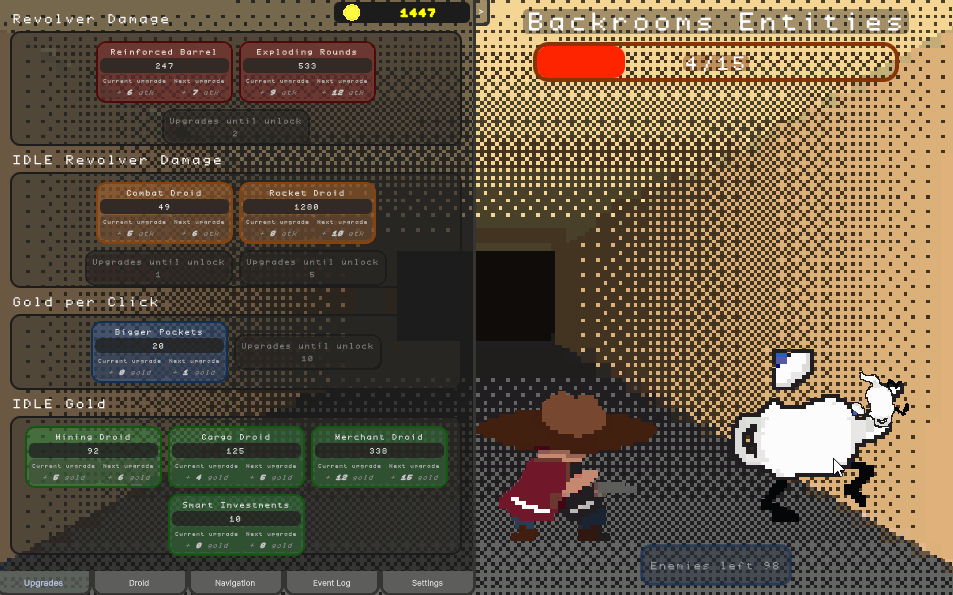 Revolver Damage
1447
>
Backrooms Entities
4/15
Reinforced Barrel
247
Current upgrade Next upgrade
+ 6 atk + 7 atk
Exploding Rounds
533
Current upgrade Next upgrade
+ 9 atk + 12 atk
Upgrades until unlock
2
IDLE Revolver Damage
Combat Droid
49
Current upgrade Next upgrade
+ 5 atk + 6 atk
Rocket Droid
1280
Current upgrade Next upgrade
+ 8 atk + 10 atk
Upgrades until unlock
1
Upgrades until unlock
5
Gold per Click
Bigger Pockets
20
Current upgrade Next upgrade
+ 0 gold + 1 gold
Upgrades until unlock
10
IDLE Gold
Mining Droid
92
Current upgrade Next upgrade
+ 5 gold + 6 gold
Cargo Droid
125
Current upgrade Next upgrade
+ 4 gold + 5 gold
Merchant Droid
330
Current upgrade Next upgrade
+ 12 gold + 15 gold
Smart Investments
10
Current upgrade Next upgrade
+ 0 gold + 0 gold
Enemies left 98
Upgrades
Droid
Navigation
Event Log
Settings